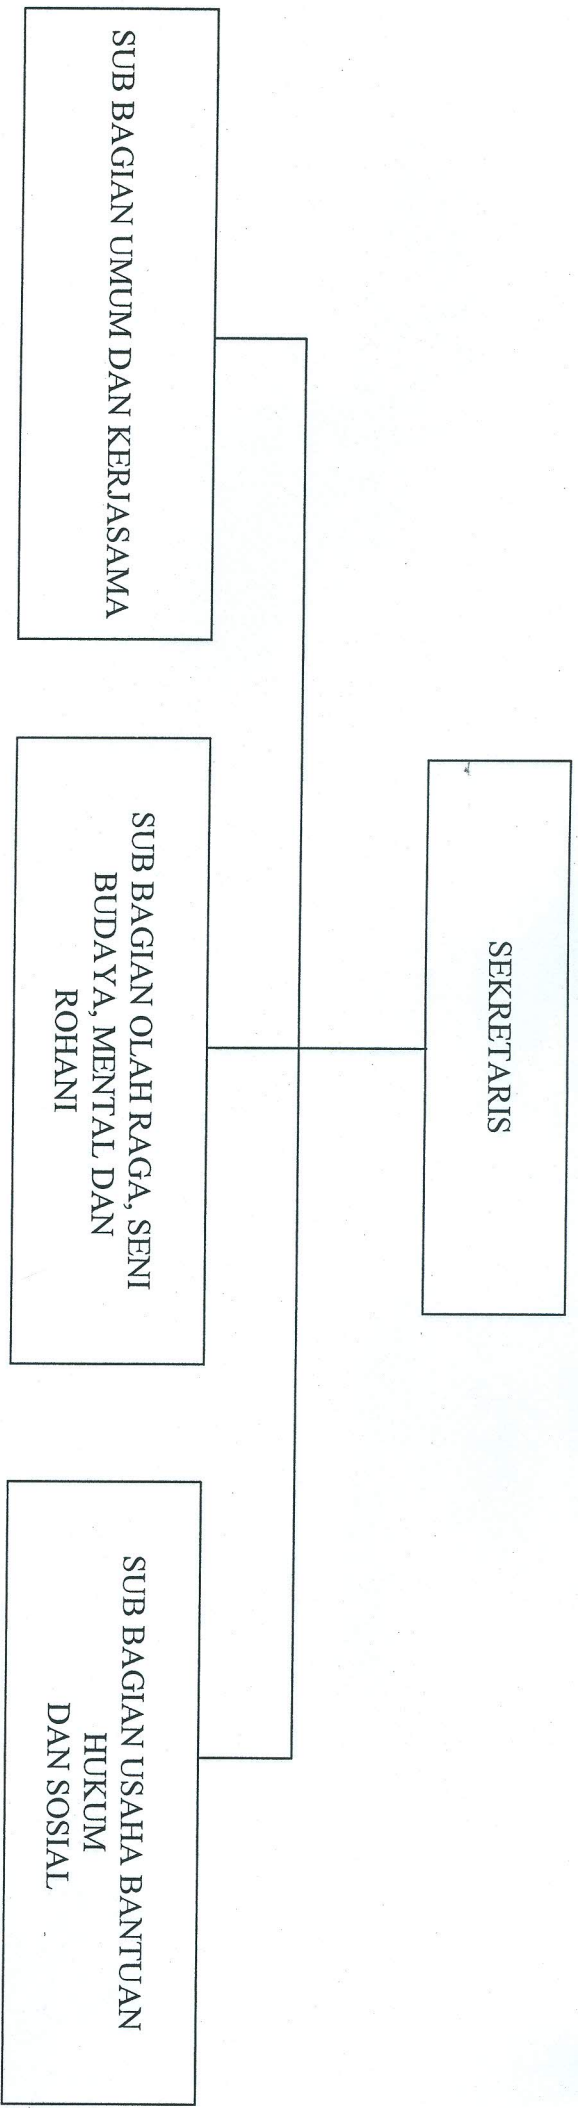 SEKRETARIS
SUB BAGIAN UMUM DAN KERJASAMA
SUB BAGIAN OLAH RAGA, SENI
BUDAYA, MENTAL DAN
ROHANI
SUB BAGIAN USAHA BANTUAN
HUKUM
DAN SOSIAL